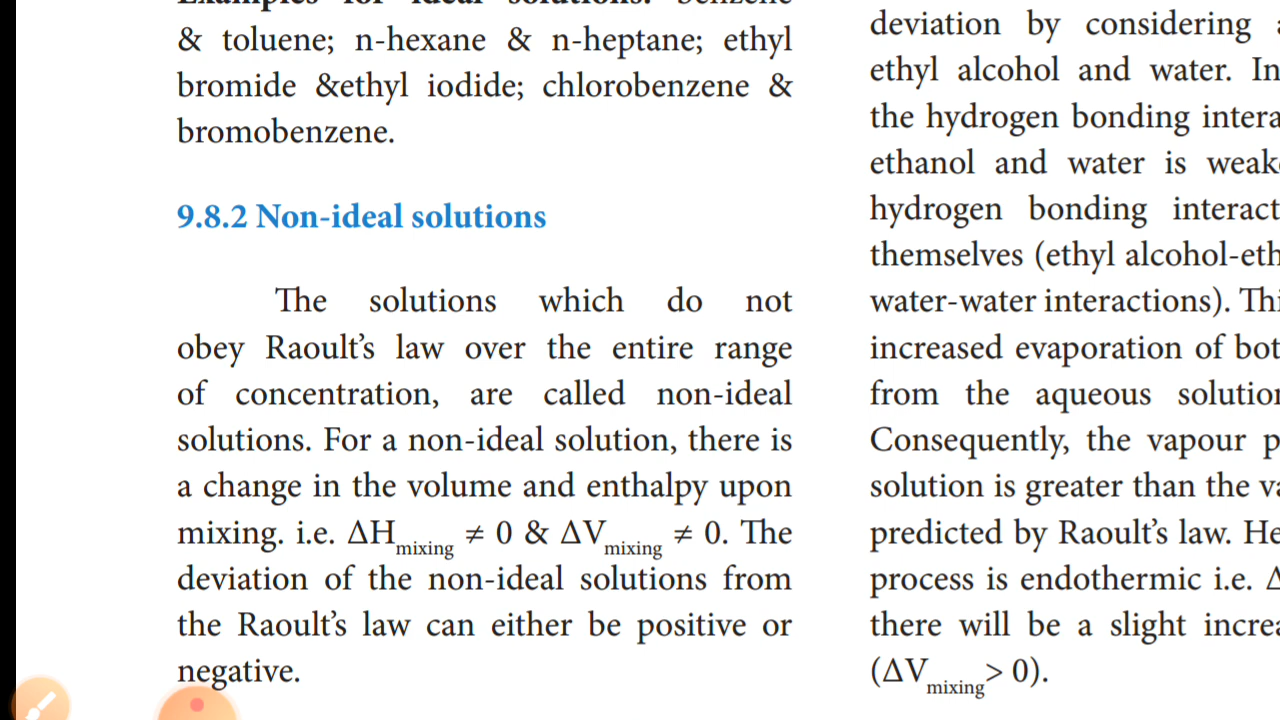 & toluene; n-hexane & n-heptane; ethyl
bromide &ethyl iodide; chlorobenzene &
bromobenzene.
9.8.2 Non-ideal solutions
The solutions which do not
obey Raoult's law over the entire range
of concentration, are called non-ideal
solutions. For a non-ideal solution, there is
a change in the volume and enthalpy upon
mixing. i.e. ΔHmixing ≠ 0 & ΔVmixing ≠ 0. The
deviation of the non-ideal solutions from
the Raoult's law can either be positive or
negative.
deviation by considering
ethyl alcohol and water. In
the hydrogen bonding
ethanol and water is
hydrogen bonding
themselves (ethyl
water-water interactions).
increased evaporation of
from the aqueous
Consequently, the vapour
solution is greater than the
predicted by Raoult's law.
process is endothermic i.e.
there will be a slight
(ΔVmixing> 0).